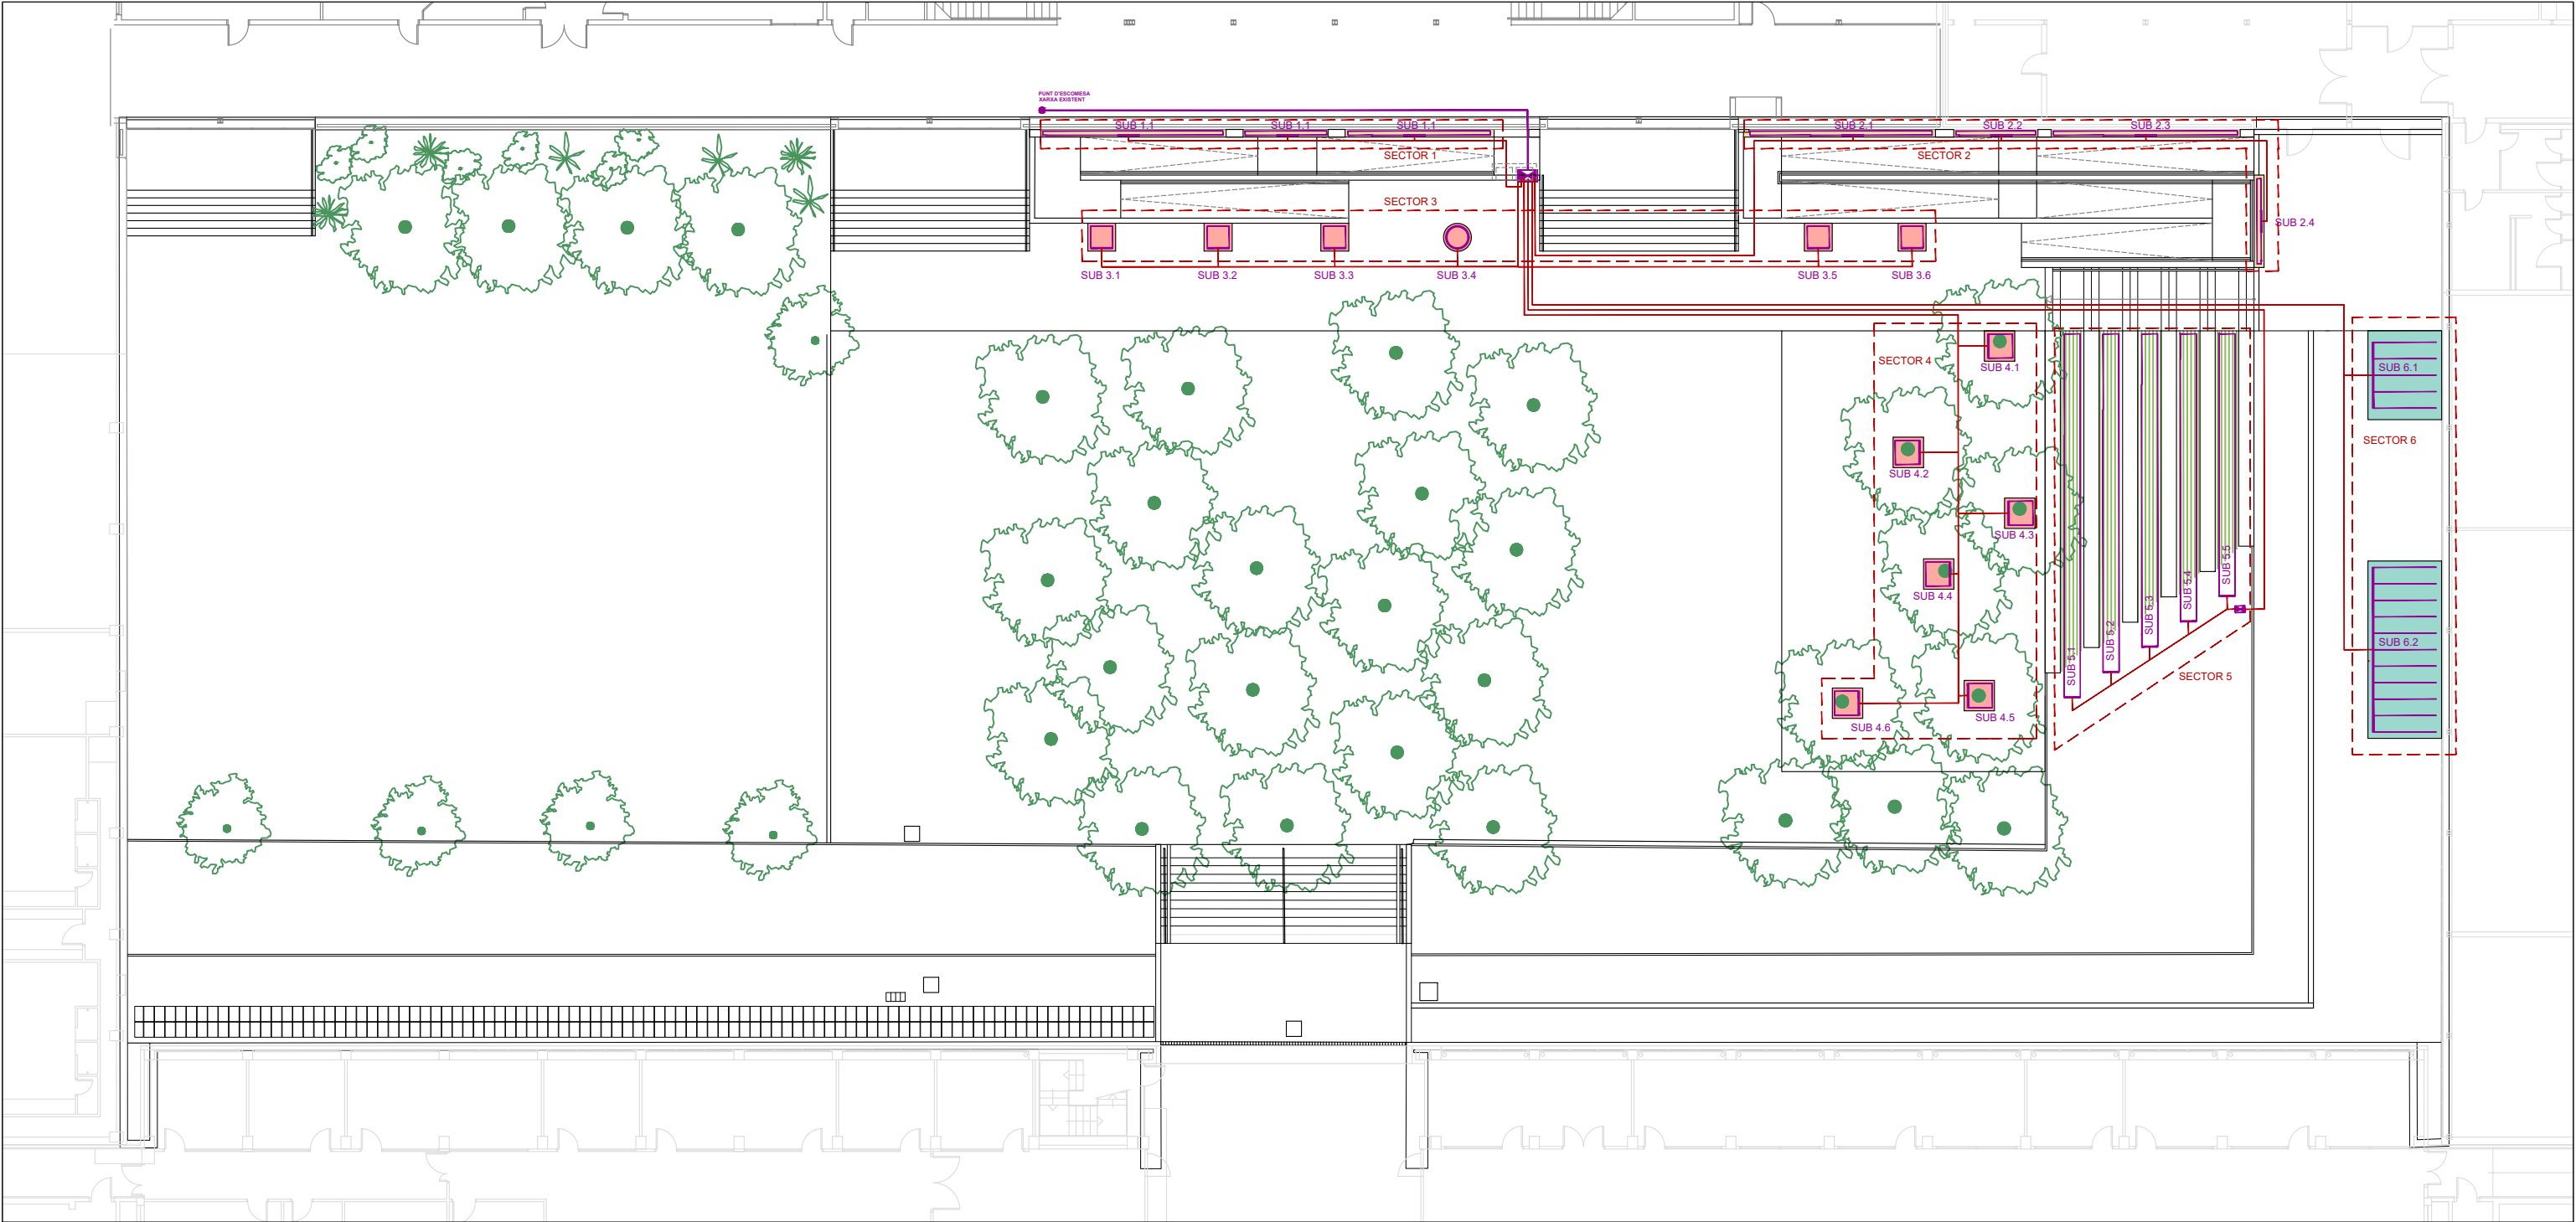 PUNT D'ESCOMESA
XARXA EXISTENT
SUB 1,1
SUB 1,1
SUB 1,1
SUB 2.1
SUB 2.2
SUB 2.3
SECTOR 1
SECTOR 2
SECTOR 3
SUB 2.4
SUB 3.1
SUB 3.2
SUB 3.3
SUB 3.4
SUB 3.5
SUB 3.6
SECTOR 4
SUB 4.1
SUB 6.1
SECTOR 6
SUB 4.2
SUB 4.3
SUB 4.4
SUB 5.5
SUB 5.4
SUB 5.3
SUB 5.2
SUB 5.1
SUB 6.2
SECTOR 5
SUB 4.5
SUB 4.6